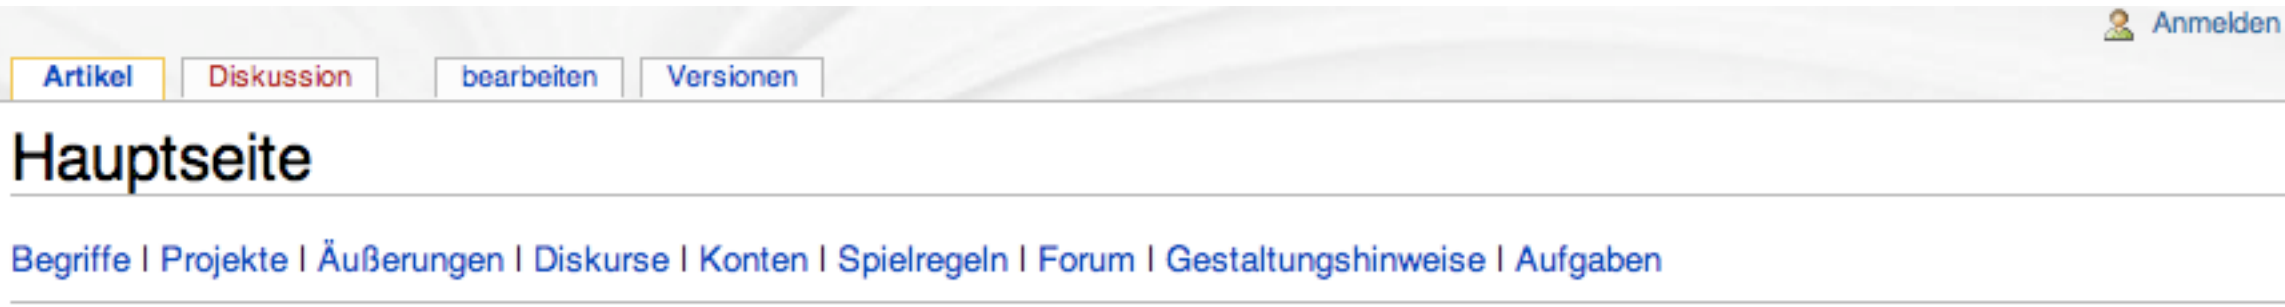 Anmelden
Artikel Diskussion bearbeiten Versionen
Hauptseite
Begriffe | Projekte | Äußerungen | Diskurse | Konten | Spielregeln | Forum | Gestaltungshinweise | Aufgaben